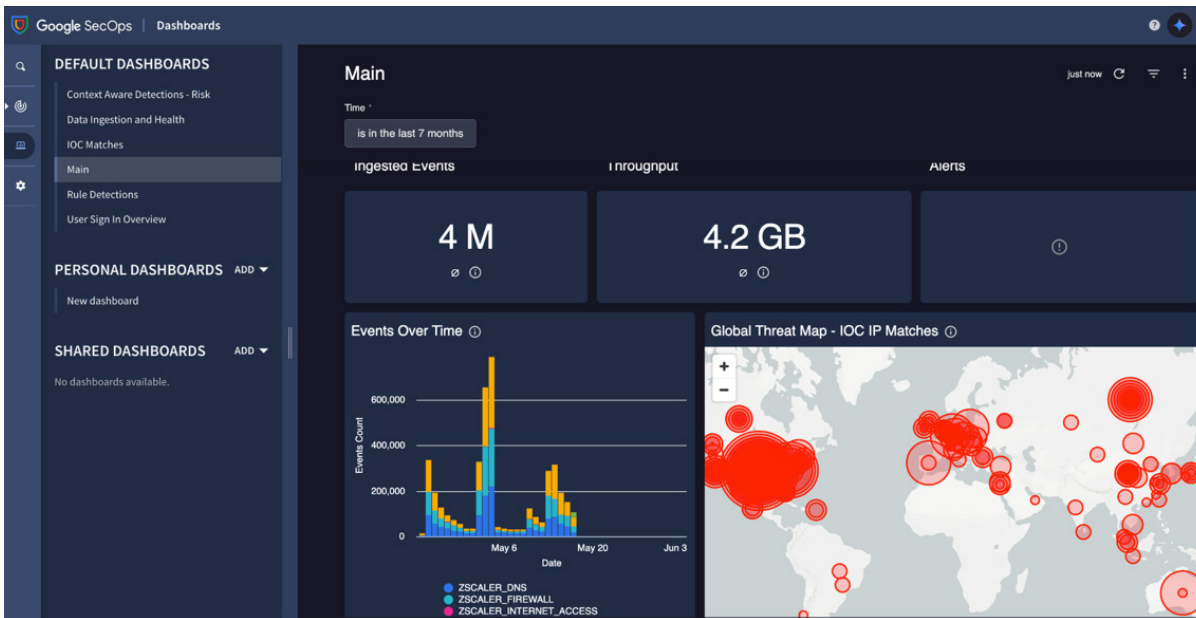 Google SecOps | Dashboards
DEFAULT DASHBOARDS
Context Aware Detections - Risk
Data Ingestion and Health
IOC Matches
Main
Rule Detections
User Sign In Overview
PERSONAL DASHBOARDS ADD
New dashboard
SHARED DASHBOARDS ADD
No dashboards available.
Main
just now
Time *
is in the last 7 months
Ingested Events
Throughput
Alerts
4 M
4.2 GB
Events Over Time
Events Count
600,000
400,000
200,000
0
May 6
May 20
Jun 3
Date
ZSCALER_DNS
ZSCALER_FIREWALL
ZSCALER_INTERNET_ACCESS
Global Threat Map - IOC IP Matches
+
−